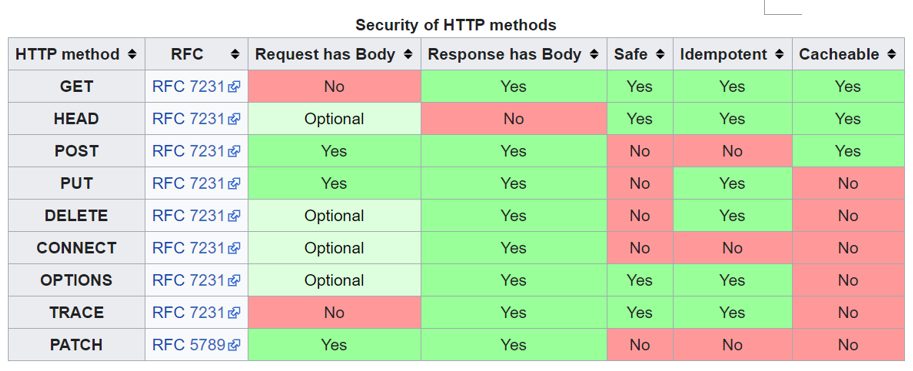 Security of HTTP methods
HTTP method RFC Request has Body Response has Body Safe Idempotent Cacheable
GET RFC 7231 No Yes Yes Yes Yes
HEAD RFC 7231 Optional No Yes Yes Yes
POST RFC 7231 Yes Yes No No Yes
PUT RFC 7231 Yes Yes No Yes No
DELETE RFC 7231 Optional Yes No Yes No
CONNECT RFC 7231 Optional Yes No No No
OPTIONS RFC 7231 Optional Yes Yes Yes No
TRACE RFC 7231 No Yes Yes Yes No
PATCH RFC 5789 Yes Yes No No No